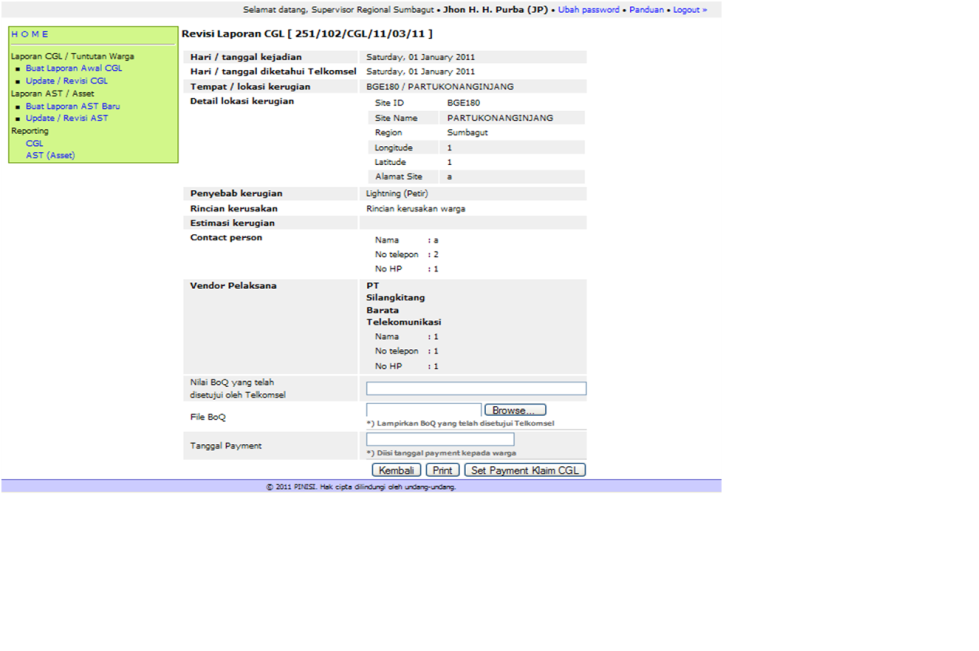 Selamat datang, Supervisor Regional Sumbagut • Jhon H. H. Purba (JP) • Ubah password • Panduan • Logout »
H O M E
Laporan CGL / Tuntutan Warga
Buat Laporan Awal CGL
Update / Revisi CGL
Laporan AST / Asset
Buat Laporan AST Baru
Update / Revisi AST
Reporting
CGL
AST (Asset)
Revisi Laporan CGL [ 251/102/CGL/11/03/11 ]
Hari / tanggal kejadian Saturday, 01 January 2011
Hari / tanggal diketahui Telkomsel Saturday, 01 January 2011
Tempat / lokasi kerugian BGE180 / PARTUKONANGINJANG
Detail lokasi kerugian Site ID BGE180
Site Name PARTUKONANGINJANG
Region Sumbagut
Longitude 1
Latitude 1
Alamat Site a
Penyebab kerugian Lightning (Petir)
Rincian kerusakan Rincian kerusakan warga
Estimasi kerugian
Contact person Nama : a
No telepon : 2
No HP : 1
Vendor Pelaksana PT
Silangkitang
Barata
Telekomunikasi
Nama : 1
No telepon : 1
No HP : 1
Nilai BoQ yang telah
disetujui oleh Telkomsel
File BoQ Browse...
*) Lampirkan BoQ yang telah disetujui Telkomsel
Tanggal Payment
*) Diisi tanggal payment kepada warga
Kembali Print Set Payment Klaim CGL
© 2011 PINISI. Hak cipta dilindungi oleh undang-undang.